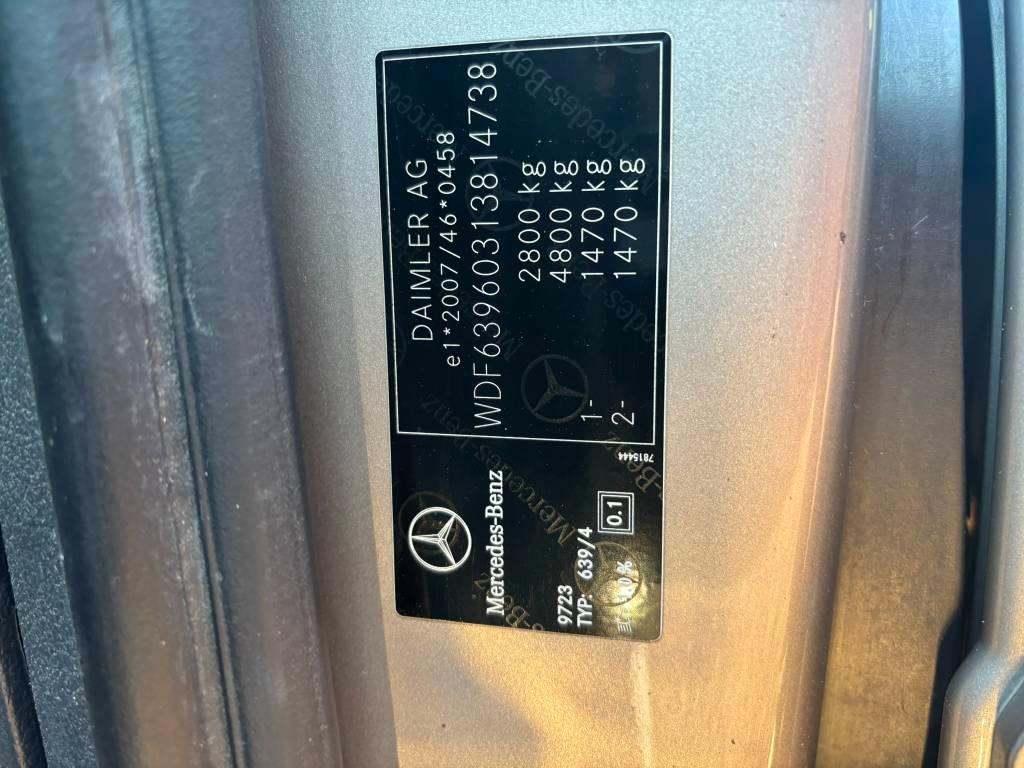 DAIMLER AG
e1*2007/46*0458
WDF63960313814738
2800 kg
4800 kg
1- 1470 kg
2- 1470 kg
7815444
Mercedes-Benz
9723
TYP: 639/4
0.1